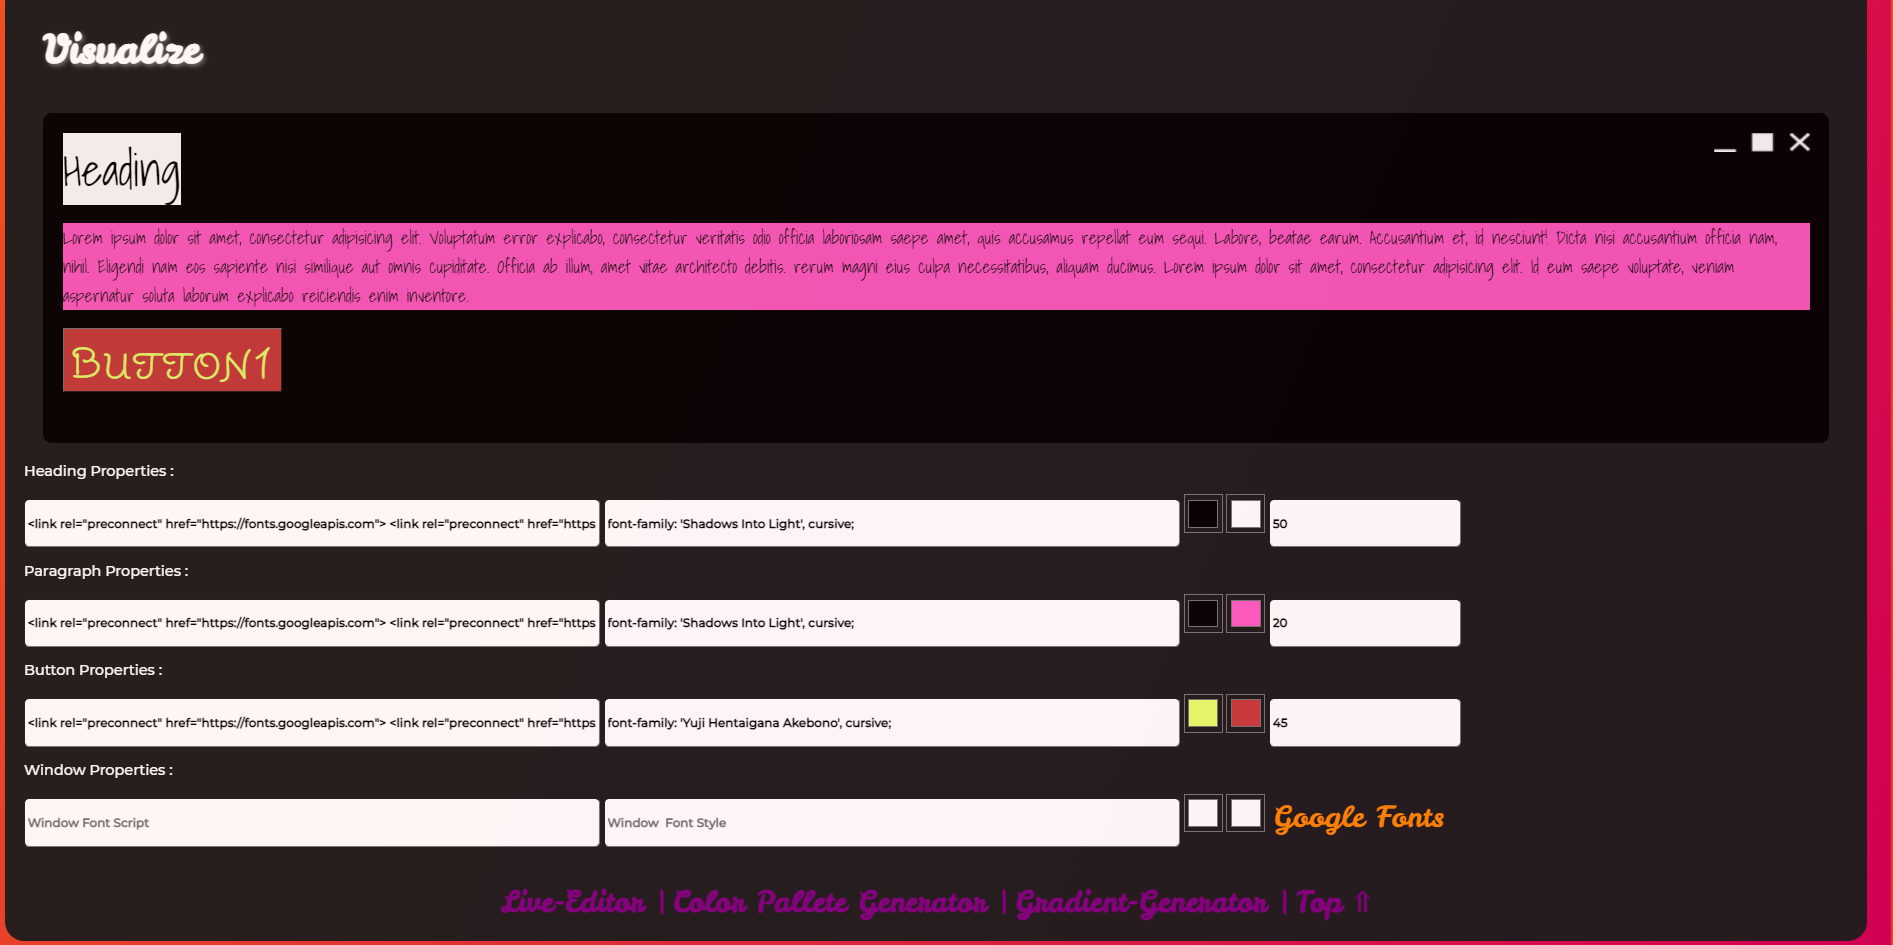 Visualize
Heading
Lorem ipsum dolor sit amet, consectetur adipisicing elit. Voluptatum error explicabo, consectetur veritatis odio officia laboriosam saepe amet, quis accusamus repellat eum sequi. Labore, beatae earum. Accusantium et, id nesciunt! Dicta nisi accusantium officia nam,
nihil. Eligendi nam eos sapiente nisi similique aut omnis cupiditate. Officia ab illum, amet vitae architecto debitis. rerum magni eius culpa necessitatibus, aliquam ducimus. Lorem ipsum dolor sit amet, consectetur adipisicing elit. Id eum saepe voluptate, veniam
aspernatur soluta laborum explicabo reiciendis enim inventore.
BUTTON1
Heading Properties :
<link rel="preconnect" href="https://fonts.googleapis.com"> <link rel="preconnect" href="https font-family: 'Shadows Into Light', cursive; 50
Paragraph Properties :
<link rel="preconnect" href="https://fonts.googleapis.com"> <link rel="preconnect" href="https font-family: 'Shadows Into Light', cursive; 20
Button Properties :
<link rel="preconnect" href="https://fonts.googleapis.com"> <link rel="preconnect" href="https font-family: 'Yuji Hentaigana Akebono', cursive; 45
Window Properties :
Window Font Script Window  Font Style Google Fonts
Live-Editor | Color Pallete Generator | Gradient-Generator | Top ⇑